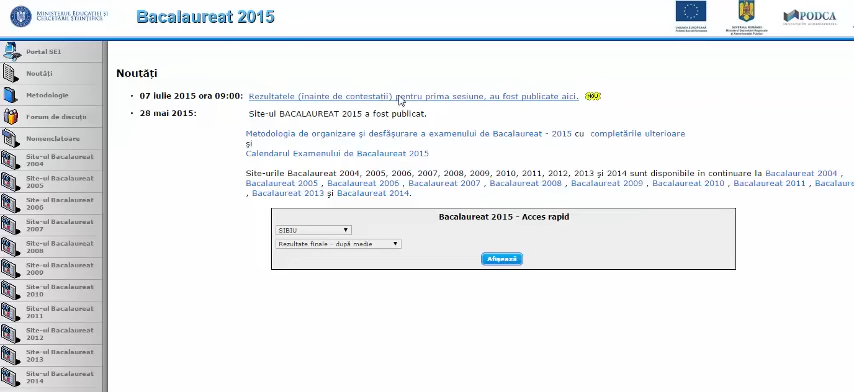 MINISTERUL EDUCAȚIEI ȘI
CERCETĂRII ȘTIINȚIFICE
Bacalaureat 2015
PODCA
Portal SEI
Noutăți
Metodologie
Forum de discuții
Nomenclatoare
Site-ul Bacalaureat
2004
Site-ul Bacalaureat
2005
Site-ul Bacalaureat
2006
Site-ul Bacalaureat
2007
Site-ul Bacalaureat
2008
Site-ul Bacalaureat
2009
Site-ul Bacalaureat
2010
Site-ul Bacalaureat
2011
Site-ul Bacalaureat
2012
Site-ul Bacalaureat
2013
Site-ul Bacalaureat
2014
Noutăți
07 iulie 2015 ora 09:00: Rezultatele (înainte de contestații) pentru prima sesiune, au fost publicate aici. NOU
28 mai 2015: Site-ul BACALAUREAT 2015 a fost publicat.
Metodologia de organizare și desfășurare a examenului de Bacalaureat - 2015 cu completările ulterioare
și
Calendarul Examenului de Bacalaureat 2015
Site-urile Bacalaureat 2004, 2005, 2006, 2007, 2008, 2009, 2010, 2011, 2012, 2013 și 2014 sunt disponibile în continuare la Bacalaureat 2004 ,
Bacalaureat 2005 , Bacalaureat 2006 , Bacalaureat 2007 , Bacalaureat 2008 , Bacalaureat 2009 , Bacalaureat 2010 , Bacalaureat 2011 , Bacalaure
, Bacalaureat 2013 și Bacalaureat 2014.
Bacalaureat 2015 - Acces rapid
SIBIU
Rezultate finale - după medie
Afișează